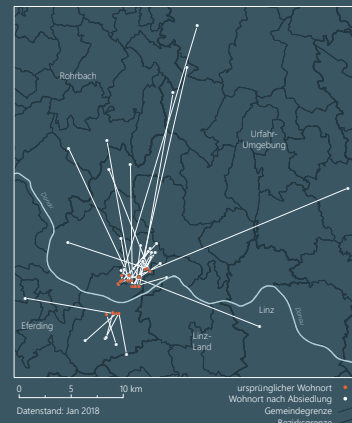 Rohrbach
Urfahr-
Umgebung
Donau
Linz
Donau
Eferding
Linz-
Land
0 5 10 km
ursprünglicher Wohnort
Wohnort nach Absiedlung
Datenstand: Jan 2018
Gemeindegrenze
Bezirksgrenze